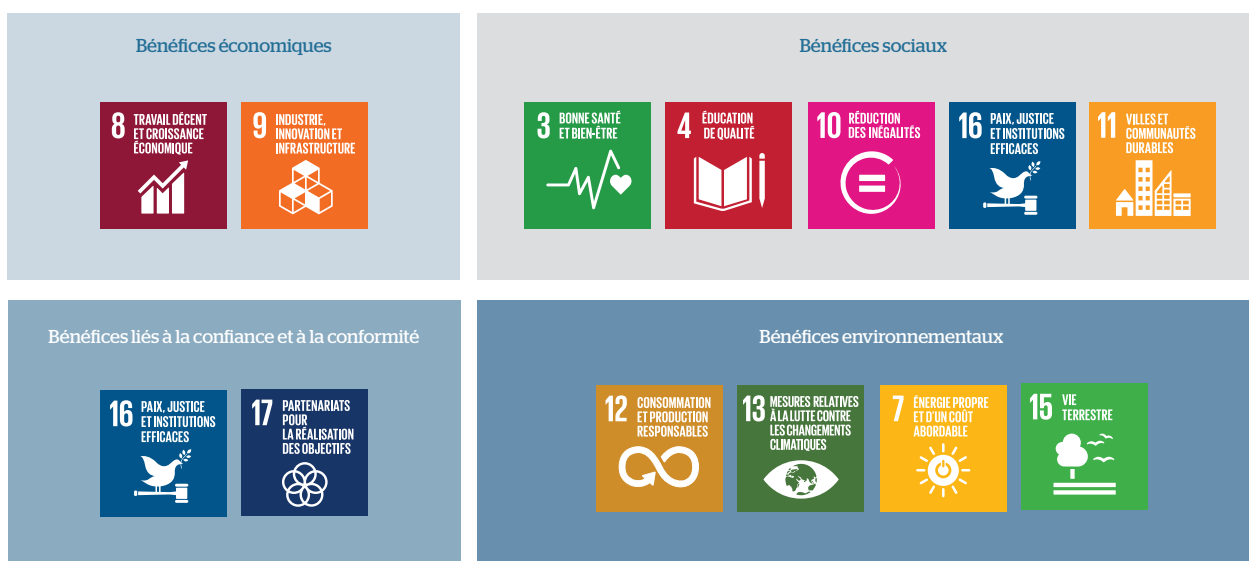 Bénéfices économiques
8 TRAVAIL DÉCENT
ET CROISSANCE
ÉCONOMIQUE
9 INDUSTRIE,
INNOVATION ET
INFRASTRUCTURE
Bénéfices sociaux
3 BONNE SANTÉ
ET BIEN-ÊTRE
4 ÉDUCATION
DE QUALITÉ
10 RÉDUCTION
DES INÉGALITÉS
16 PAIX, JUSTICE
ET INSTITUTIONS
EFFICACES
11 VILLES ET
COMMUNAUTÉS
DURABLES
Bénéfices liés à la confiance et à la conformité
16 PAIX, JUSTICE
ET INSTITUTIONS
EFFICACES
17 PARTENARIATS
POUR
LA RÉALISATION
DES OBJECTIFS
Bénéfices environnementaux
12 CONSOMMATION
ET PRODUCTION
RESPONSABLES
13 MESURES RELATIVES
À LA LUTTE CONTRE
LES CHANGEMENTS
CLIMATIQUES
7 ÉNERGIE PROPRE
ET D'UN COÛT
ABORDABLE
15 VIE
TERRESTRE